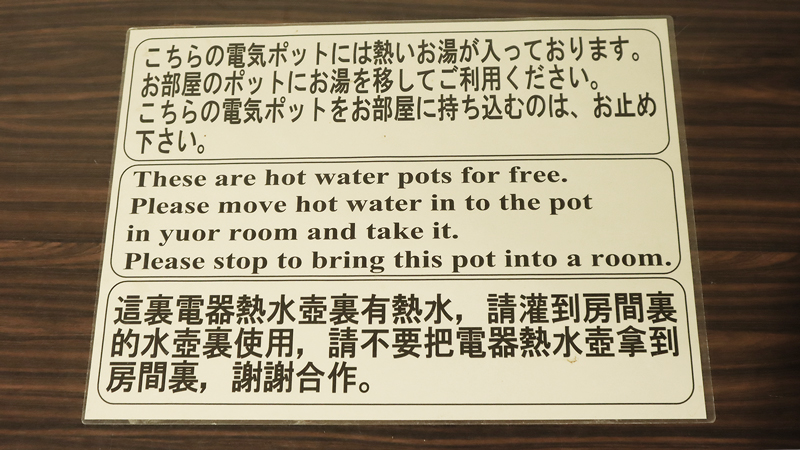 こちらの電気ポットには熱いお湯が入っております。
お部屋のポットにお湯を移してご利用ください。
こちらの電気ポットをお部屋に持ち込むのは、お止め
下さい。
These are hot water pots for free.
Please move hot water in to the pot
in yuor room and take it.
Please stop to bring this pot into a room.
這裏電器熱水壺裏有熱水，請灌到房間裏
的水壺裏使用，請不要把電器熱水壺拿到
房間裏，謝謝合作。